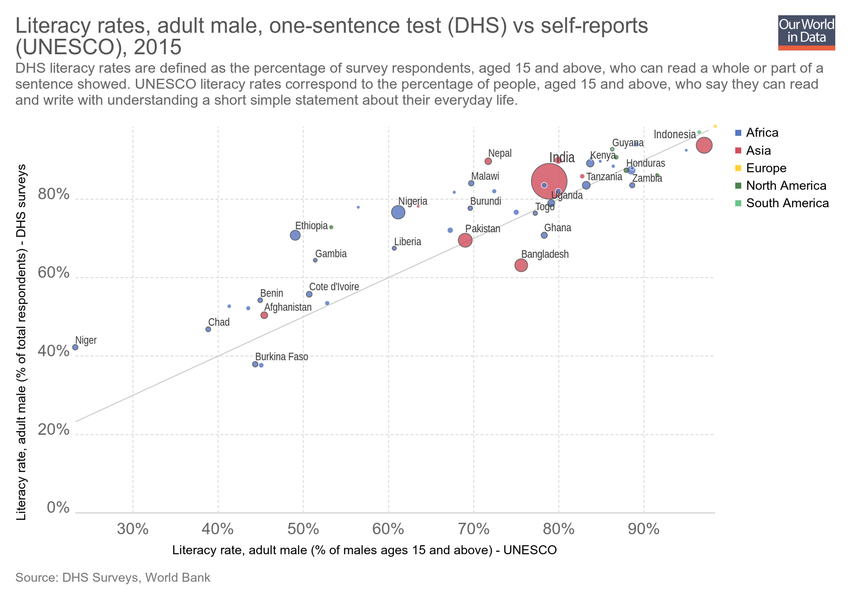 Literacy rates, adult male, one-sentence test (DHS) vs self-reports
(UNESCO), 2015
Our World
in Data
DHS literacy rates are defined as the percentage of survey respondents, aged 15 and above, who can read a whole or part of a
sentence showed. UNESCO literacy rates correspond to the percentage of people, aged 15 and above, who say they can read
and write with understanding a short simple statement about their everyday life.
Literacy rate, adult male (% of total respondents) - DHS surveys
Africa
Asia
Europe
North America
South America
Indonesia
Guyana
Nepal
India
Kenya
Honduras
Malawi
Tanzania
Zambia
80%
Nigeria
Burundi
Uganda
Togo
Ethiopia
Pakistan
Ghana
Liberia
Gambia
Bangladesh
60%
Benin
Cote d'Ivoire
Afghanistan
Chad
Niger
40%
Burkina Faso
20%
0%
30%
40%
50%
60%
70%
80%
90%
Literacy rate, adult male (% of males ages 15 and above) - UNESCO
Source: DHS Surveys, World Bank